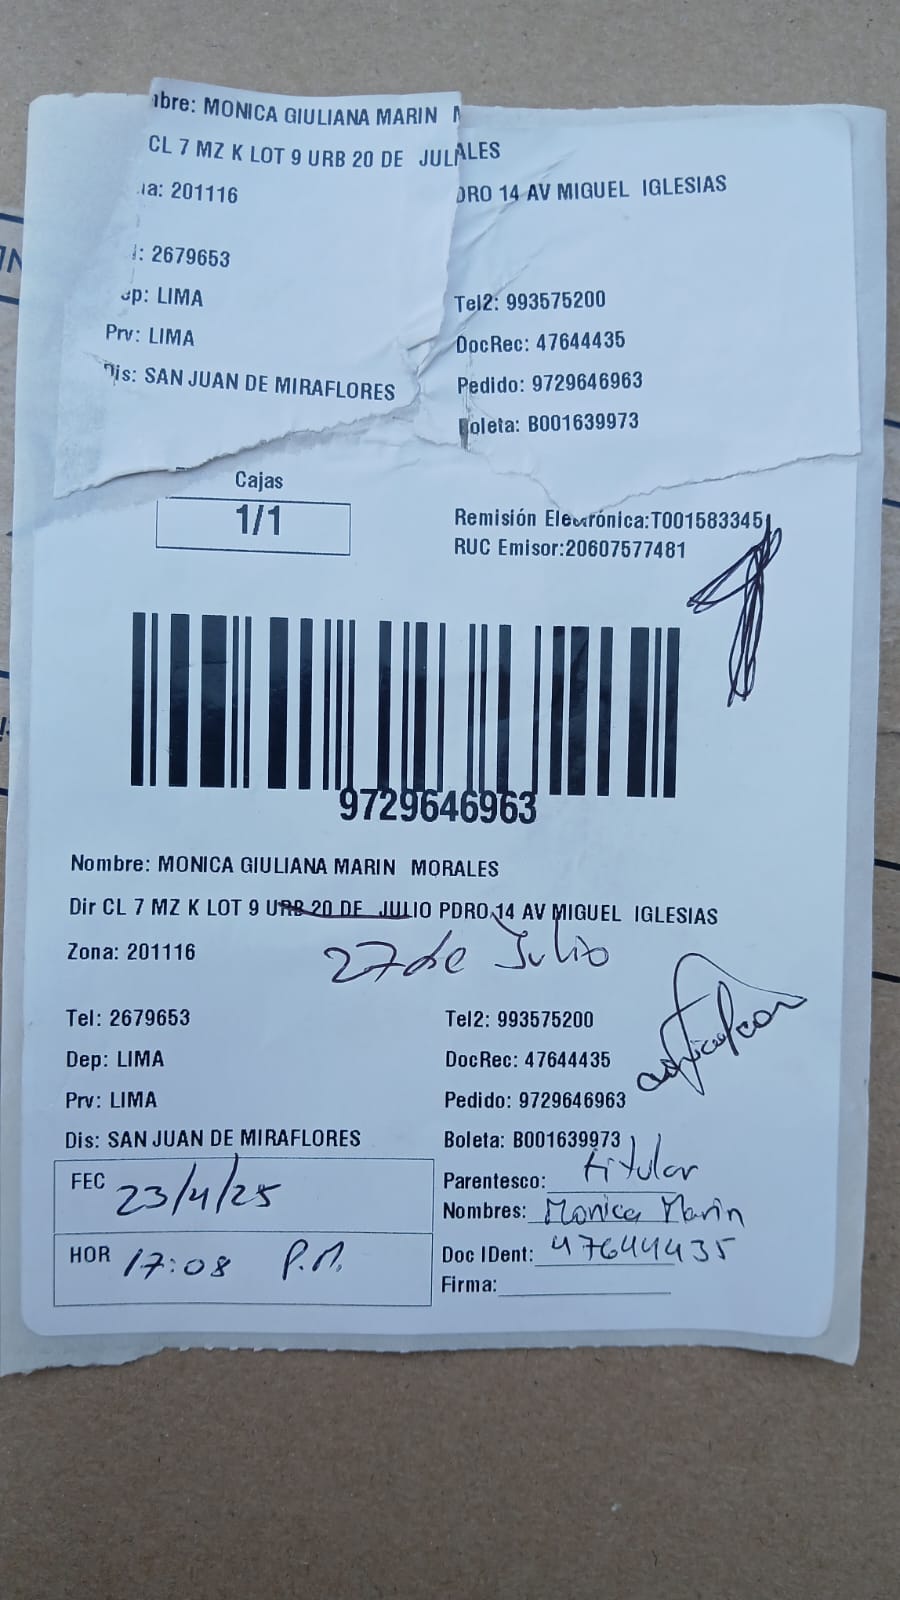 bre: MONICA GIULIANA MARIN M
ALES
CL 7 MZ K LOT 9 URB 20 DE JUL
DRO 14 AV MIGUEL IGLESIAS
a: 201116
: 2679653
Tel2: 993575200
ep: LIMA
DocRec: 47644435
Prv: LIMA
Pedido: 9729646963
Dis: SAN JUAN DE MIRAFLORES
Boleta: B001639973
Cajas
1/1
Remisión Electrónica:T001583345
RUC Emisor:20607577481
9729646963
Nombre: MONICA GIULIANA MARIN MORALES
Dir CL 7 MZ K LOT 9 URB 20 DE JULIO PDRO 14 AV MIGUEL IGLESIAS
27 de Julio
Zona: 201116
Tel: 2679653
Tel2: 993575200
Dep: LIMA
DocRec: 47644435
Prv: LIMA
Pedido: 9729646963
Dis: SAN JUAN DE MIRAFLORES
Boleta: B001639973
FEC 23/4/25
Parentesco: titular
Nombres: Monica Marin
HOR 17:08 P.M.
Doc IDent: 47644435
Firma: